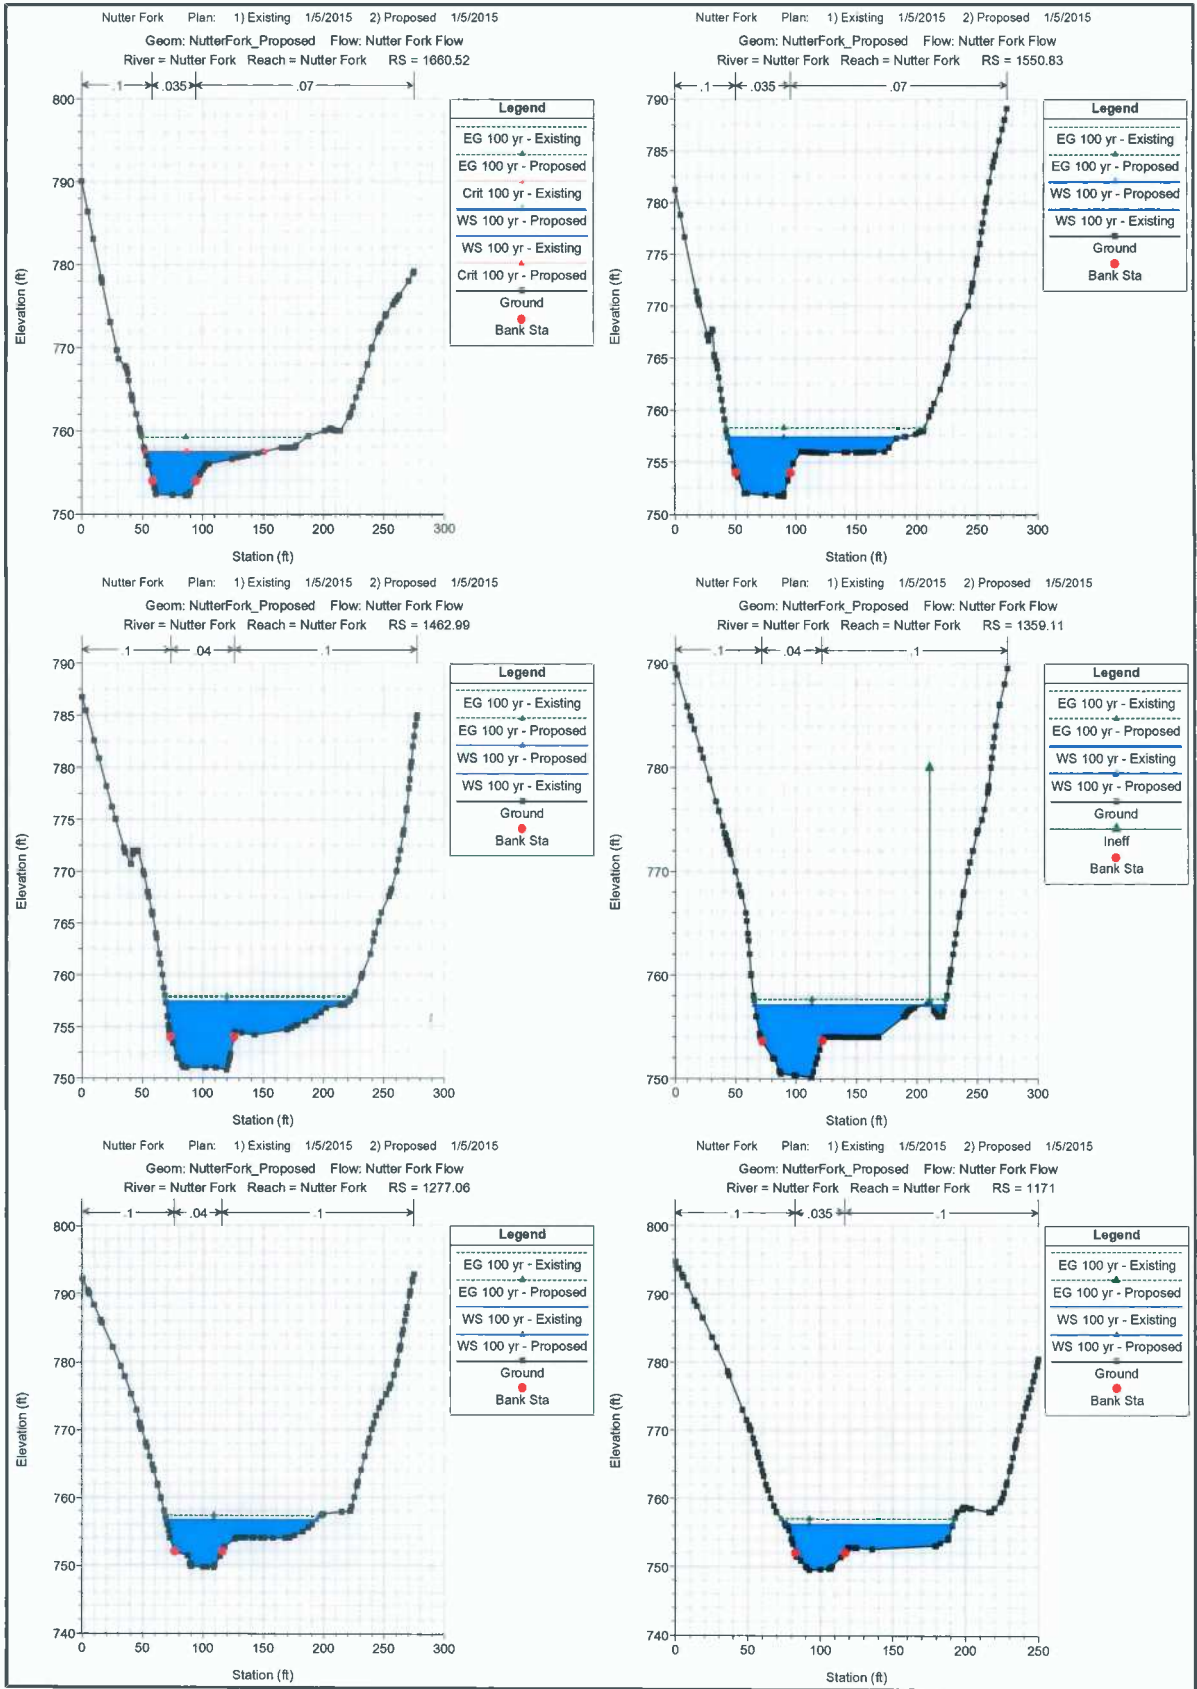 Nutter Fork Plan: 1) Existing 1/5/2015 2) Proposed 1/5/2015
Geom: NutterFork_Proposed Flow: Nutter Fork Flow
River = Nutter Fork Reach = Nutter Fork RS = 1660.52
.1 .035 .07
800
790
780
770
760
750
0 50 100 150 200 250 300
Station (ft)
Elevation (ft)
Legend
EG 100 yr - Existing
EG 100 yr - Proposed
Crit 100 yr - Existing
WS 100 yr - Proposed
WS 100 yr - Existing
Crit 100 yr - Proposed
Ground
Bank Sta
Nutter Fork Plan: 1) Existing 1/5/2015 2) Proposed 1/5/2015
Geom: NutterFork_Proposed Flow: Nutter Fork Flow
River = Nutter Fork Reach = Nutter Fork RS = 1550.83
.1 .035 .07
790
785
780
775
770
765
760
755
750
0 50 100 150 200 250 300
Station (ft)
Elevation (ft)
Legend
EG 100 yr - Existing
EG 100 yr - Proposed
WS 100 yr - Proposed
WS 100 yr - Existing
Ground
Bank Sta
Nutter Fork Plan: 1) Existing 1/5/2015 2) Proposed 1/5/2015
Geom: NutterFork_Proposed Flow: Nutter Fork Flow
River = Nutter Fork Reach = Nutter Fork RS = 1462.99
.1 .04 .1
790
785
780
775
770
765
760
755
750
0 50 100 150 200 250 300
Station (ft)
Elevation (ft)
Legend
EG 100 yr - Existing
EG 100 yr - Proposed
WS 100 yr - Proposed
WS 100 yr - Existing
Ground
Bank Sta
Nutter Fork Plan: 1) Existing 1/5/2015 2) Proposed 1/5/2015
Geom: NutterFork_Proposed Flow: Nutter Fork Flow
River = Nutter Fork Reach = Nutter Fork RS = 1359.11
.1 .04 .1
790
780
770
760
750
0 50 100 150 200 250 300
Station (ft)
Elevation (ft)
Legend
EG 100 yr - Existing
EG 100 yr - Proposed
WS 100 yr - Existing
WS 100 yr - Proposed
Ground
Ineff
Bank Sta
Nutter Fork Plan: 1) Existing 1/5/2015 2) Proposed 1/5/2015
Geom: NutterFork_Proposed Flow: Nutter Fork Flow
River = Nutter Fork Reach = Nutter Fork RS = 1277.06
.1 .04 .1
800
790
780
770
760
750
740
0 50 100 150 200 250 300
Station (ft)
Elevation (ft)
Legend
EG 100 yr - Existing
EG 100 yr - Proposed
WS 100 yr - Existing
WS 100 yr - Proposed
Ground
Bank Sta
Nutter Fork Plan: 1) Existing 1/5/2015 2) Proposed 1/5/2015
Geom: NutterFork_Proposed Flow: Nutter Fork Flow
River = Nutter Fork Reach = Nutter Fork RS = 1171
.1 .035 .1
800
790
780
770
760
750
740
0 50 100 150 200 250
Station (ft)
Elevation (ft)
Legend
EG 100 yr - Existing
EG 100 yr - Proposed
WS 100 yr - Existing
WS 100 yr - Proposed
Ground
Bank Sta